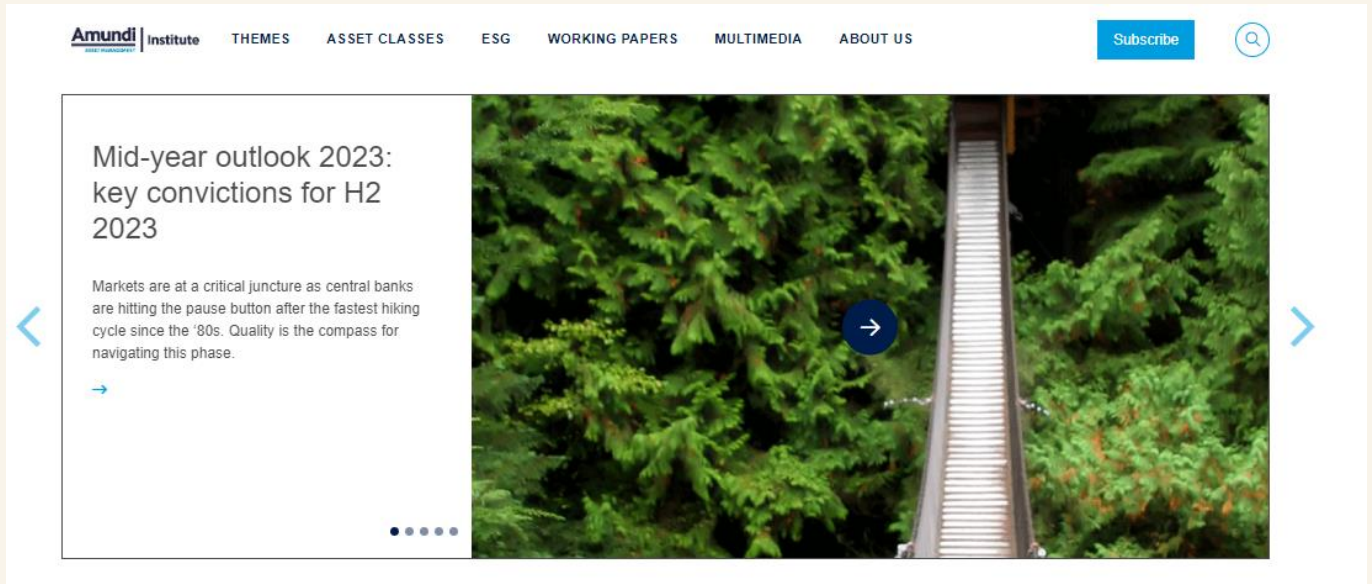 Amundi Institute
ASSET MANAGEMENT
THEMES ASSET CLASSES ESG WORKING PAPERS MULTIMEDIA ABOUT US Subscribe
Mid-year outlook 2023:
key convictions for H2
2023
Markets are at a critical juncture as central banks
are hitting the pause button after the fastest hiking
cycle since the ‘80s. Quality is the compass for
navigating this phase.